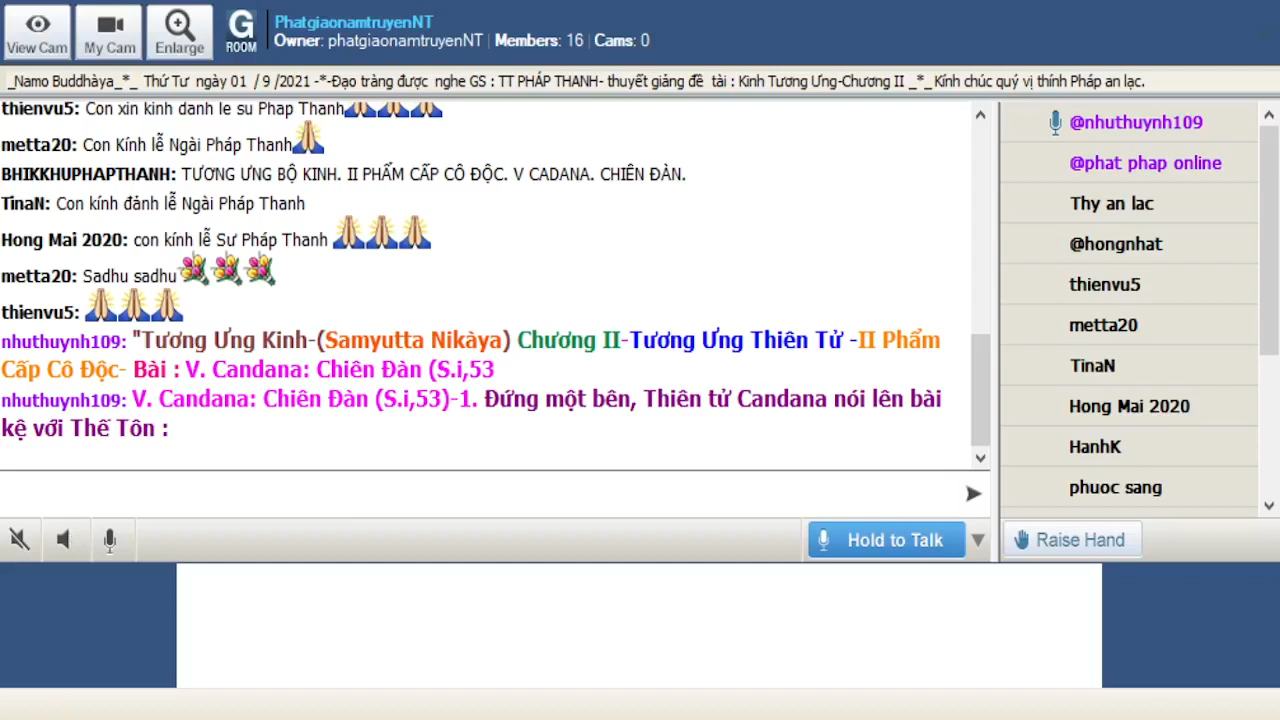 View Cam
My Cam
Enlarge
G
ROOM
PhatgiaonamtruyenNT
Owner: phatgiaonamtruyenNT | Members: 16 | Cams: 0
_Namo Buddhàya_*_ Thứ Tư ngày 01 / 9 /2021 -*-Đạo tràng được nghe GS : TT PHÁP THANH- thuyết giảng đề tài : Kinh Tương Ưng-Chương II _*_ Kính chúc quý vị thính Pháp an lạc.
thienvu5: Con xin kinh danh le su Phap Thanh
metta20: Con Kính lễ Ngài Pháp Thanh
BHIKKHUPHAPTHANH: TƯƠNG ƯNG BỘ KINH. II PHẨM CẤP CÔ ĐỘC. V CADANA. CHIÊN ĐÀN.
TinaN: Con kính đảnh lễ Ngài Pháp Thanh
Hong Mai 2020: con kính lễ Sư Pháp Thanh
metta20: Sadhu sadhu
thienvu5:
nhuthuynh109: "Tương Ưng Kinh-(Samyutta Nikàya) Chương II-Tương Ưng Thiên Tử -II Phẩm
Cấp Cô Độc- Bài : V. Candana: Chiên Đàn (S.i,53
nhuthuynh109: V. Candana: Chiên Đàn (S.i,53)-1. Đứng một bên, Thiên tử Candana nói lên bài
kệ với Thế Tôn :
@nhuthuynh109
@phat phap online
Thy an lac
@hongnhat
thienvu5
metta20
TinaN
Hong Mai 2020
HanhK
phuoc sang
Hold to Talk
Raise Hand